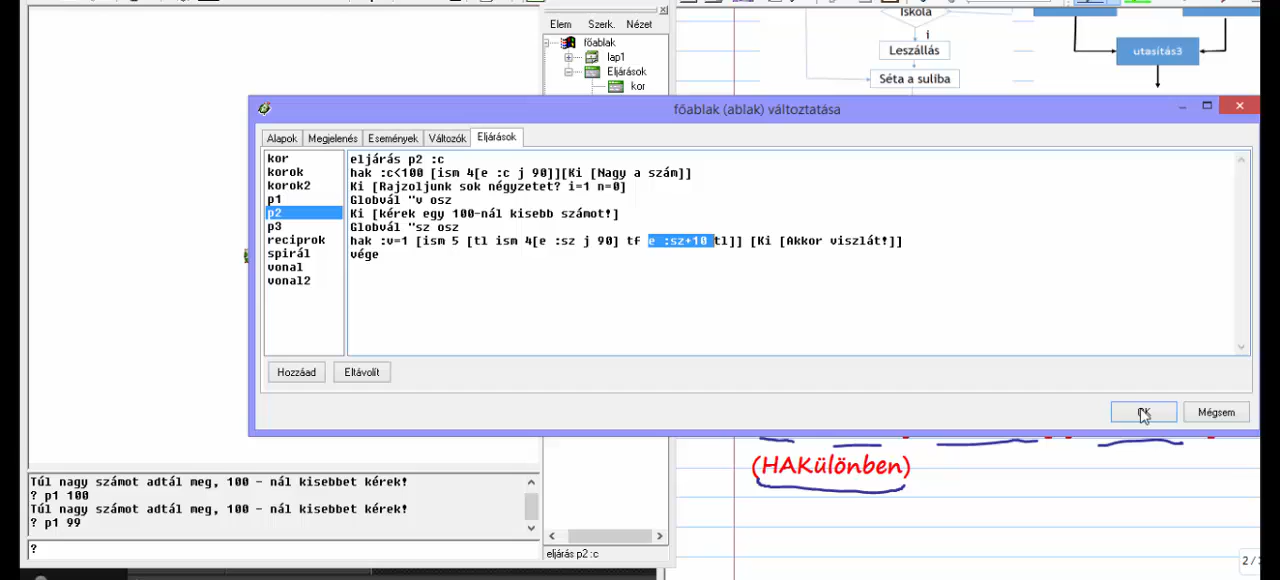 Elem Szerk. Nézet
főablak
lap1
Eljárások
kor
Iskola
i
Leszállás
Séta a suliba
utasítás3
főablak (ablak) változtatása
Alapok Megjelenés Események Változók Eljárások
kor
korok
korok2
p1
p2
p3
reciprok
spirál
vonal
vonal2
eljárás p2 :c
hak :c<100 [ism 4[e :c j 90]][Ki [Nagy a szám]]
Ki [Rajzoljunk sok négyzetet? i=1 n=0]
Globvál "v osz
Ki [kérek egy 100-nál kisebb számot!]
Globvál "sz osz
hak :v=1 [ism 5 [tl ism 4[e :sz j 90] tf e :sz+10 tl]] [Ki [Akkor viszlát!]]
vége
Hozzáad Eltávolít
OK Mégsem
(HAKülönben)
Túl nagy számot adtál meg, 100 - nál kisebbet kérek!
? p1 100
Túl nagy számot adtál meg, 100 - nál kisebbet kérek!
? p1 99
?
eljárás p2 :c
2/